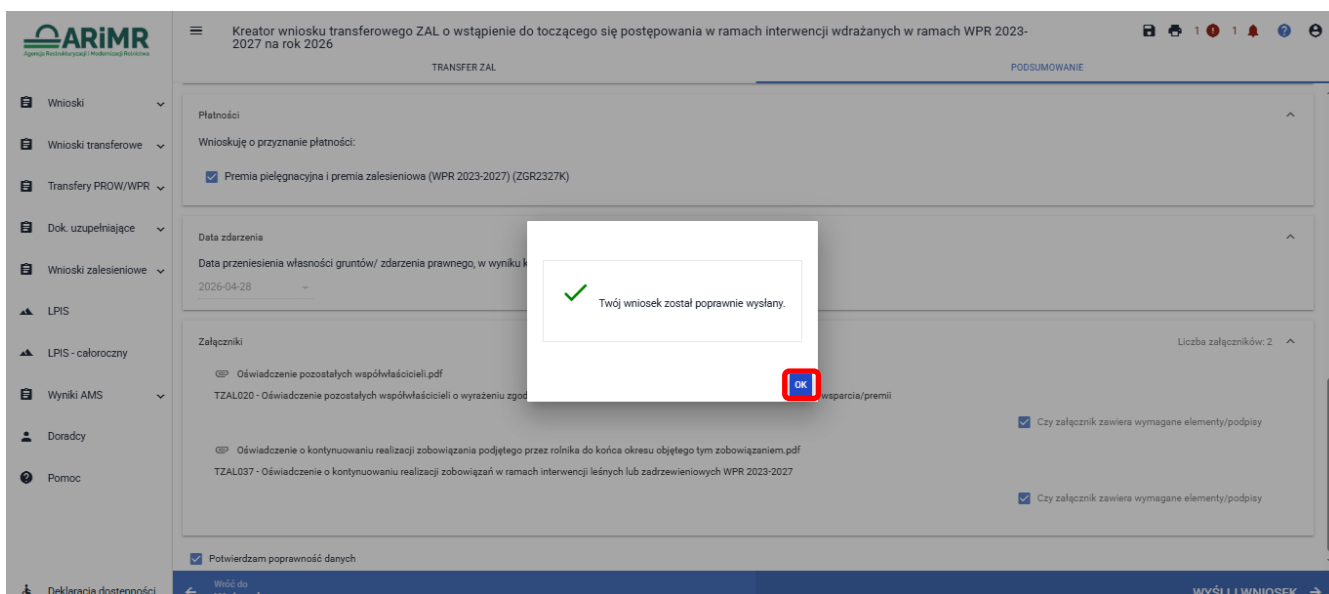 ARiMR
Agencja Restrukturyzacji i Modernizacji Rolnictwa
Kreator wniosku transferowego ZAL o wstąpienie do toczącego się postępowania w ramach interwencji wdrażanych w ramach WPR 2023-
2027 na rok 2026
1 1
TRANSFER ZAL
PODSUMOWANIE
Wnioski
Wnioski transferowe
Transfery PROW/WPR
Dok. uzupełniające
Wnioski zalesieniowe
LPIS
LPIS - całoroczny
Wyniki AMS
Doradcy
Pomoc
Deklaracja dostępności
Płatności
Wnioskuję o przyznanie płatności:
Premia pielęgnacyjna i premia zalesieniowa (WPR 2023-2027) (ZGR2327K)
Data zdarzenia
Data przeniesienia własności gruntów/ zdarzenia prawnego, w wyniku k
2026-04-28
Twój wniosek został poprawnie wysłany.
OK
Załączniki
Liczba załączników: 2
Oświadczenie pozostałych współwłaścicieli.pdf
TZAL020 - Oświadczenie pozostałych współwłaścicieli o wyrażeniu zgod wsparcia/premii
Czy załącznik zawiera wymagane elementy/podpisy
Oświadczenie o kontynuowaniu realizacji zobowiązania podjętego przez rolnika do końca okresu objętego tym zobowiązaniem.pdf
TZAL037 - Oświadczenie o kontynuowaniu realizacji zobowiązań w ramach interwencji leśnych lub zadrzewieniowych WPR 2023-2027
Czy załącznik zawiera wymagane elementy/podpisy
Potwierdzam poprawność danych
Wróć do
WYŚLIJ WNIOSEK